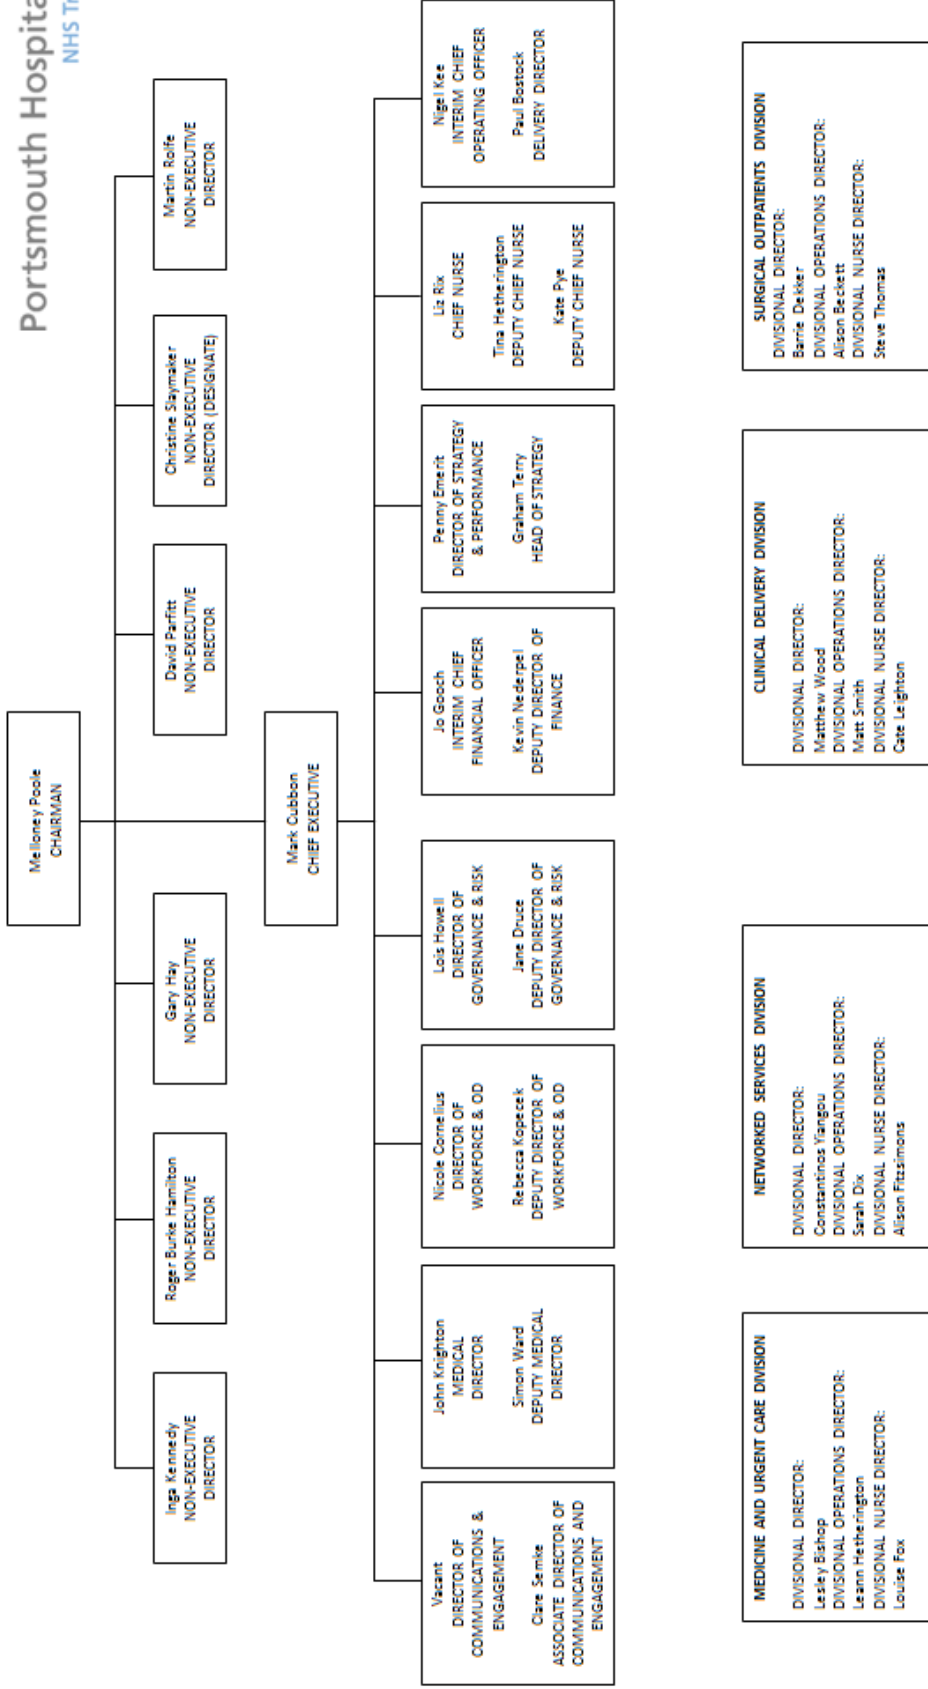 Portsmouth Hospita
NHS Tr
Melloney Poole
CHAIRMAN
Inga Kennedy
NON-EXECUTIVE
DIRECTOR
Roger Burke Hamilton
NON-EXECUTIVE
DIRECTOR
Gary Hay
NON-EXECUTIVE
DIRECTOR
David Parfitt
NON-EXECUTIVE
DIRECTOR
Christine Slaymaker
NON-EXECUTIVE
DIRECTOR (DESIGNATE)
Martin Rolfe
NON-EXECUTIVE
DIRECTOR
Mark Cubbon
CHIEF EXECUTIVE
Vacant
DIRECTOR OF
COMMUNICATIONS &
ENGAGEMENT
Clare Semke
ASSOCIATE DIRECTOR OF
COMMUNICATIONS AND
ENGAGEMENT
John Knighton
MEDICAL
DIRECTOR
Simon Ward
DEPUTY MEDICAL
DIRECTOR
Nicole Cornelius
DIRECTOR OF
WORKFORCE & OD
Rebecca Kopecek
DEPUTY DIRECTOR OF
WORKFORCE & OD
Lois Howell
DIRECTOR OF
GOVERNANCE & RISK
Jane Druce
DEPUTY DIRECTOR OF
GOVERNANCE & RISK
Jo Gooch
INTERIM CHIEF
FINANCIAL OFFICER
Kevin Nederpel
DEPUTY DIRECTOR OF
FINANCE
Penny Emerit
DIRECTOR OF STRATEGY
& PERFORMANCE
Graham Terry
HEAD OF STRATEGY
Liz Rix
CHIEF NURSE
Tina Hetherington
DEPUTY CHIEF NURSE
Kate Pye
DEPUTY CHIEF NURSE
Nigel Kee
INTERIM CHIEF
OPERATING OFFICER
Paul Bostock
DELIVERY DIRECTOR
MEDICINE AND URGENT CARE DIVISION
DIVISIONAL DIRECTOR:
Lesley Bishop
DIVISIONAL OPERATIONS DIRECTOR:
Leann Hetherington
DIVISIONAL NURSE DIRECTOR:
Louise Fox
NETWORKED SERVICES DIVISION
DIVISIONAL DIRECTOR:
Constantinos Yiangou
DIVISIONAL OPERATIONS DIRECTOR:
Sarah Dix
DIVISIONAL NURSE DIRECTOR:
Alison Fitzsimons
CLINICAL DELIVERY DIVISION
DIVISIONAL DIRECTOR:
Matthew Wood
DIVISIONAL OPERATIONS DIRECTOR:
Matt Smith
DIVISIONAL NURSE DIRECTOR:
Cate Leighton
SURGICAL OUTPATIENTS DIVISION
DIVISIONAL DIRECTOR:
Barrie Dekker
DIVISIONAL OPERATIONS DIRECTOR:
Alison Beckett
DIVISIONAL NURSE DIRECTOR:
Steve Thomas